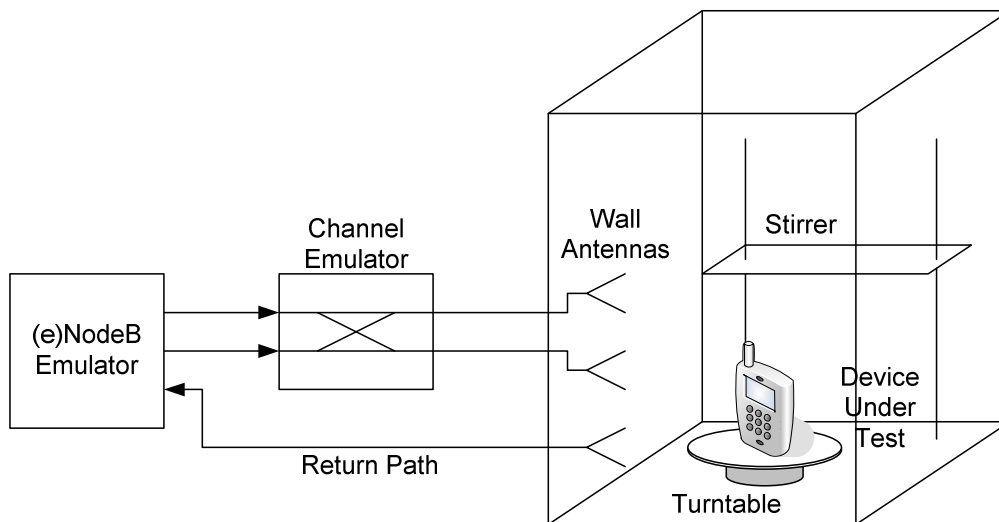 (e)NodeB
Emulator
Channel
Emulator
Return Path
Wall
Antennas
Stirrer
Device
Under
Test
Turntable